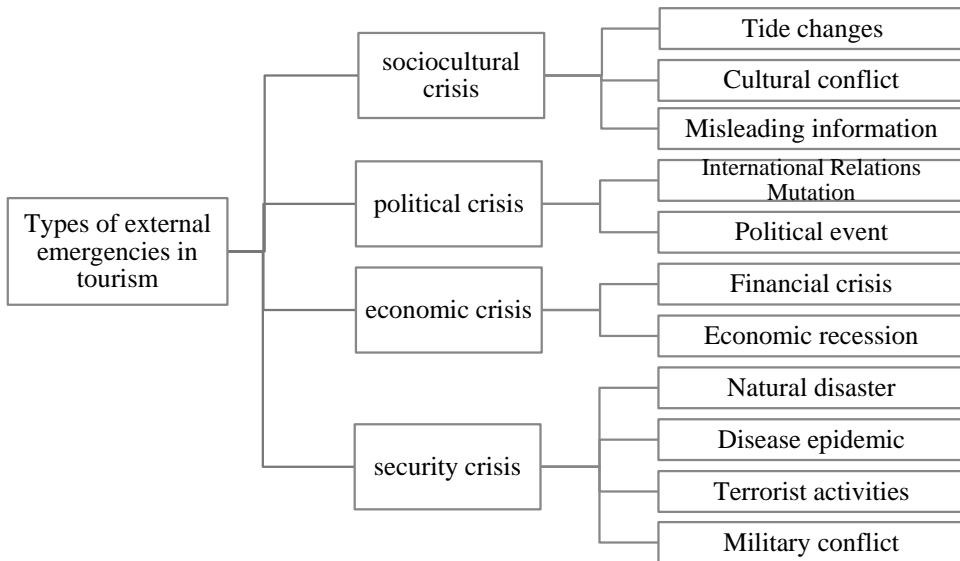 Types of external
emergencies in
tourism
sociocultural
crisis
Tide changes
Cultural conflict
Misleading information
political crisis
International Relations
Mutation
Political event
economic crisis
Financial crisis
Economic recession
security crisis
Natural disaster
Disease epidemic
Terrorist activities
Military conflict